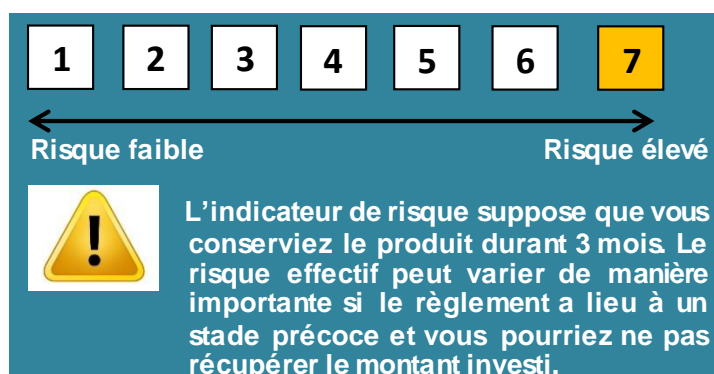 1 2 3 4 5 6 7
Risque faible Risque élevé
!
L'indicateur de risque suppose que vous
conserviez le produit durant 3 mois. Le
risque effectif peut varier de manière
importante si le règlement a lieu à un
stade précoce et vous pourriez ne pas
récupérer le montant investi.